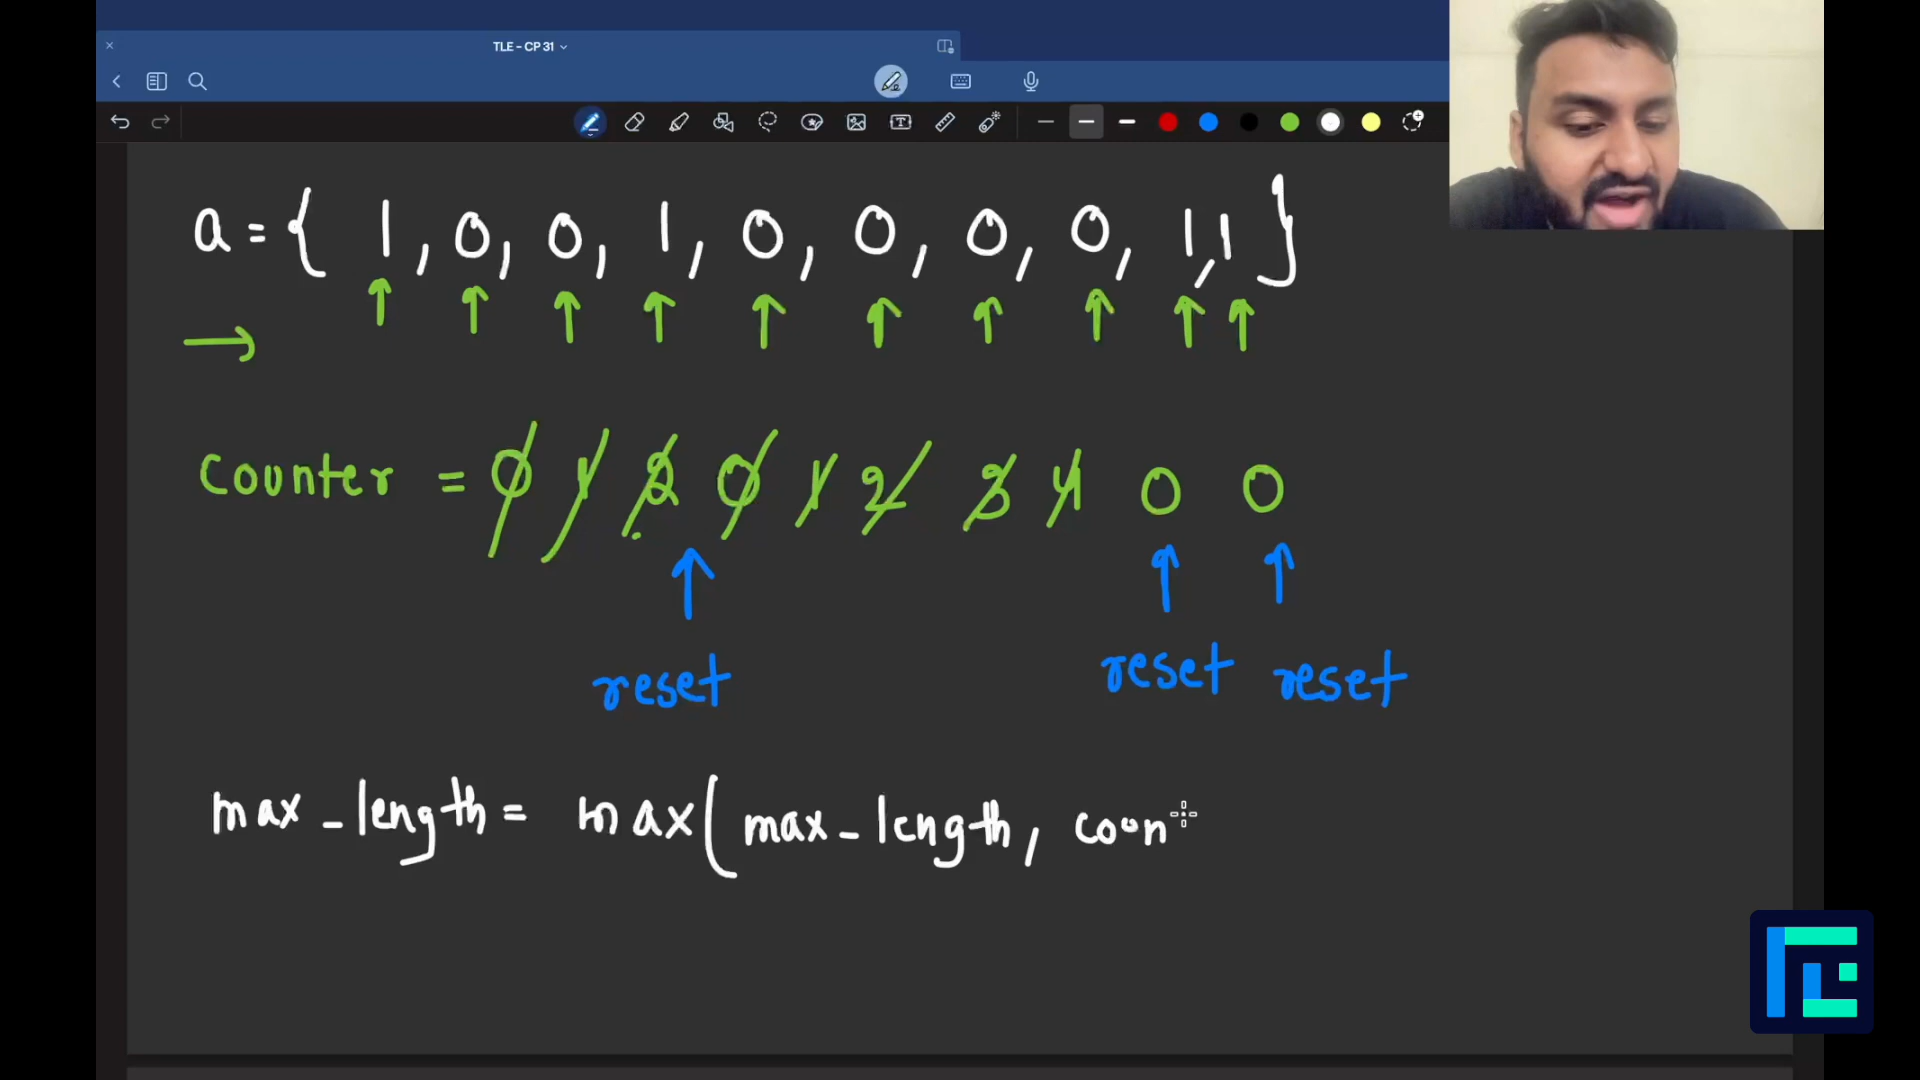 TLE - CP 31
a = { 1, 0, 0, 1, 0, 0, 0, 0, 1, 1 }
counter = 0 1 2 0 1 2 3 4 0 0
reset reset reset
max_length = max(max_length, coun